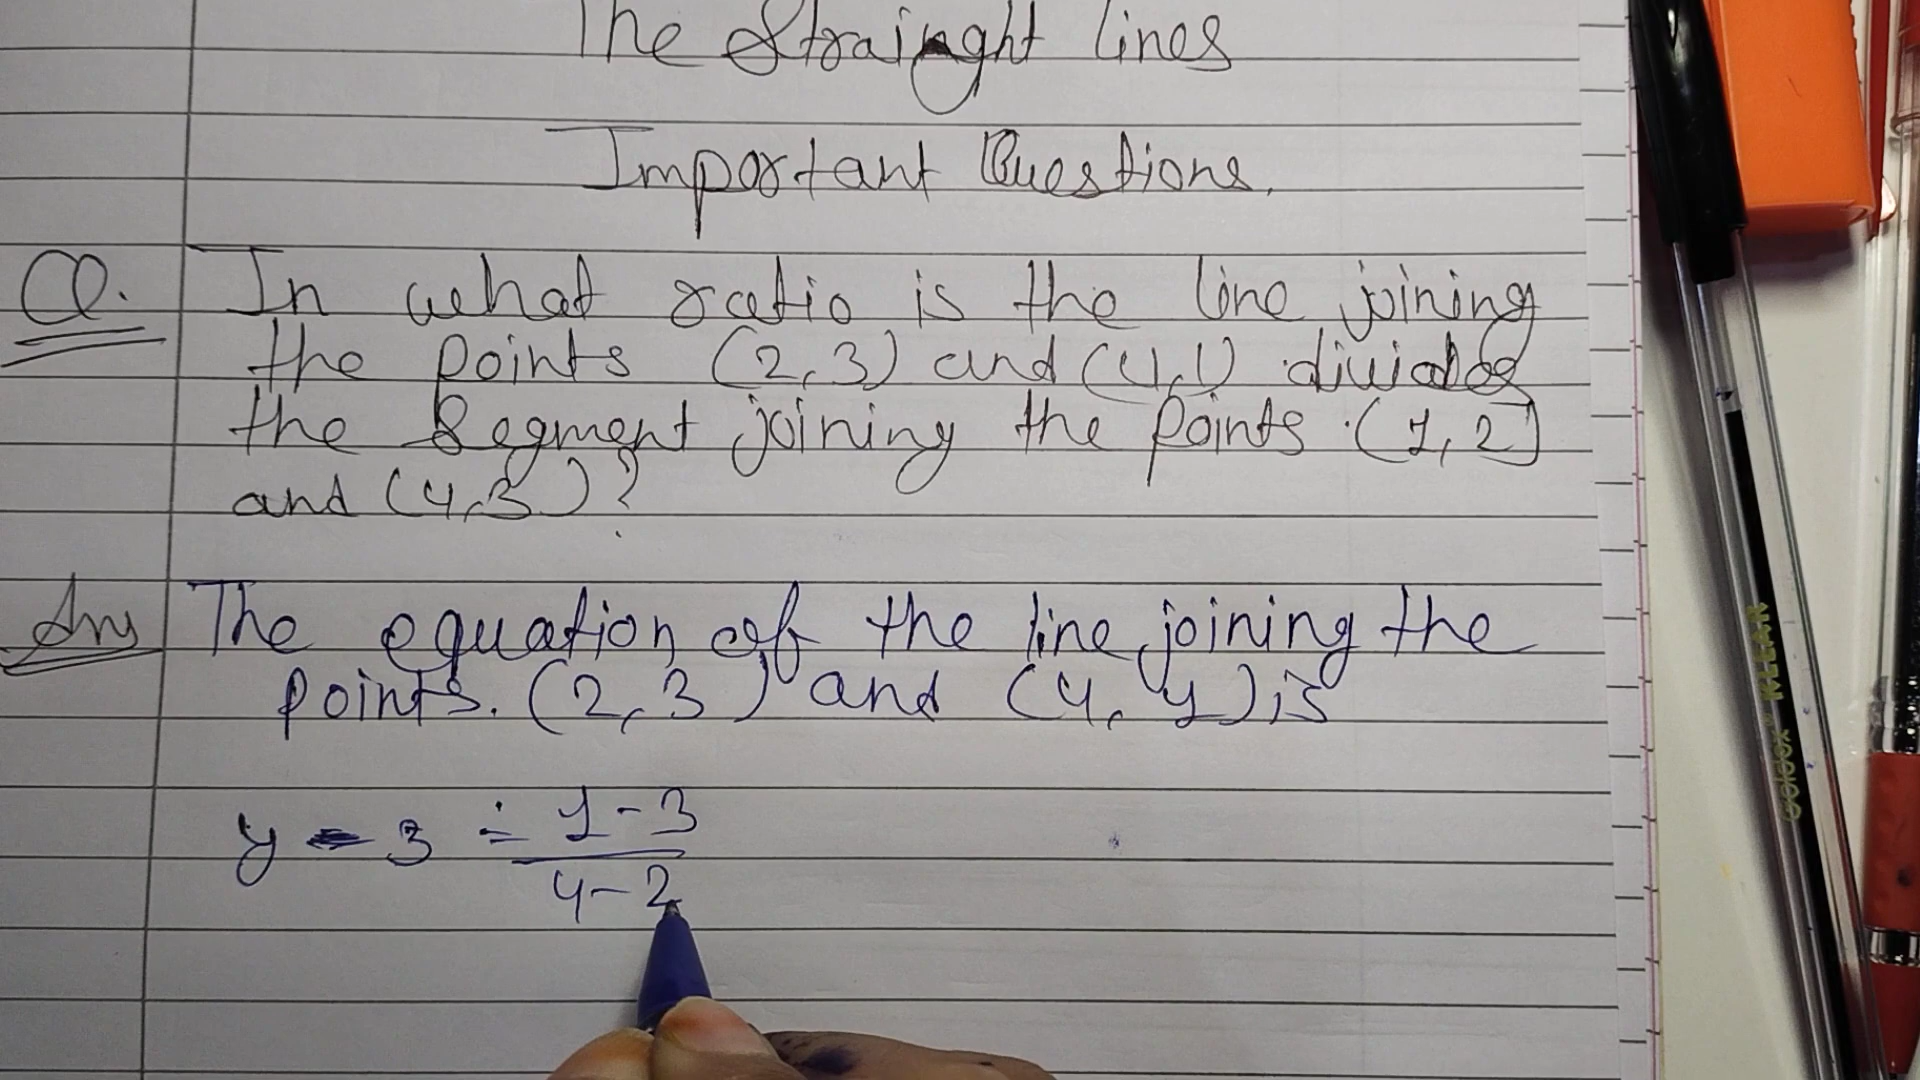 The Strainght lines
Important Questions.
Q. In what ratio is the line joining
the points (2,3) and (4,1) divides
the Segment joining the points (1,2)
and (4,3)?
Ans The equation of the line joining the
points. (2,3) and (4,1) is
y - 3 = 1-3
4-2